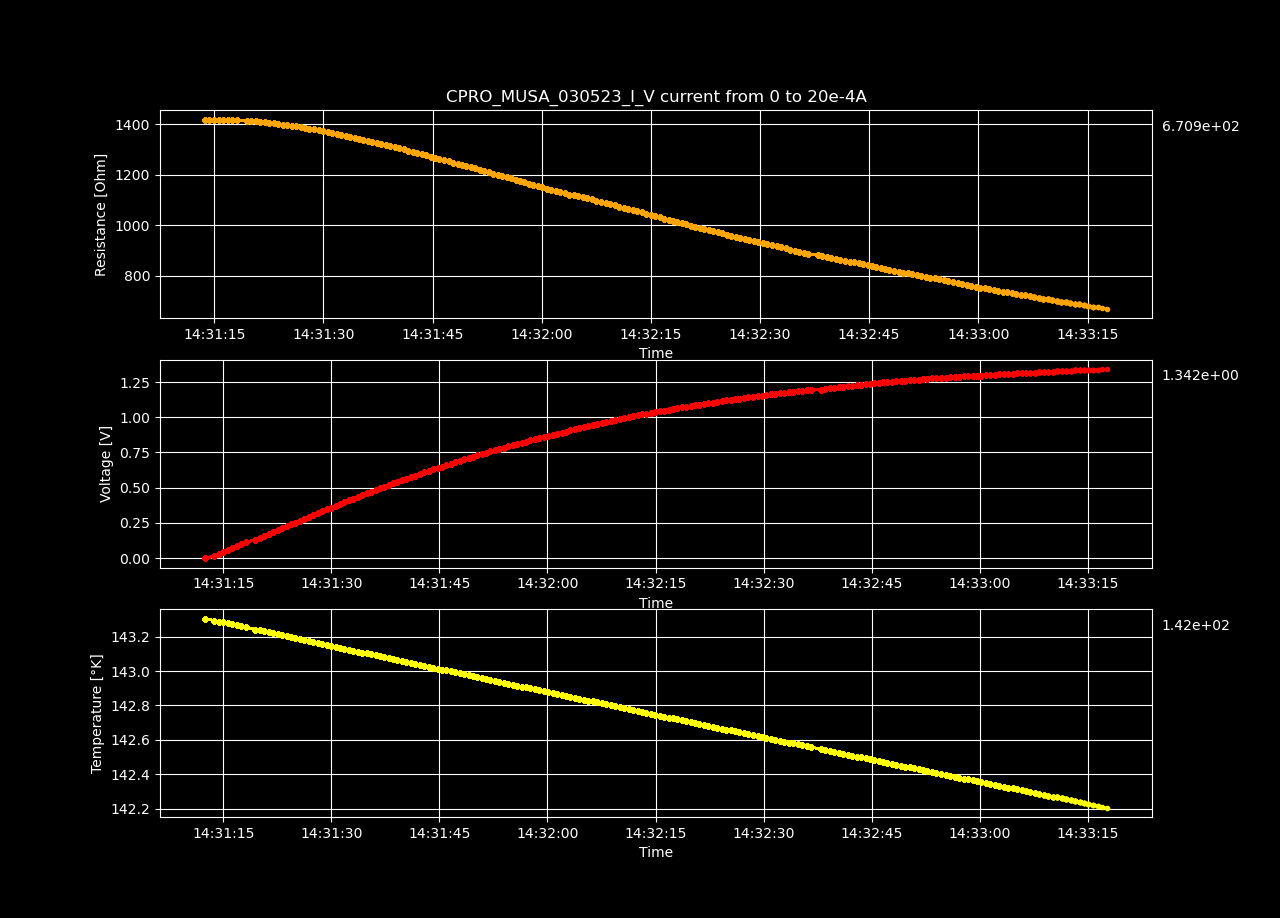 CPRO_MUSA_030523_I_V current from 0 to 20e-4A
6.709e+02
Resistance [Ohm]
1400
1200
1000
800
14:31:15 14:31:30 14:31:45 14:32:00 14:32:15 14:32:30 14:32:45 14:33:00 14:33:15
Time
1.342e+00
Voltage [V]
1.25
1.00
0.75
0.50
0.25
0.00
14:31:15 14:31:30 14:31:45 14:32:00 14:32:15 14:32:30 14:32:45 14:33:00 14:33:15
Time
1.42e+02
Temperature [°K]
143.2
143.0
142.8
142.6
142.4
142.2
14:31:15 14:31:30 14:31:45 14:32:00 14:32:15 14:32:30 14:32:45 14:33:00 14:33:15
Time